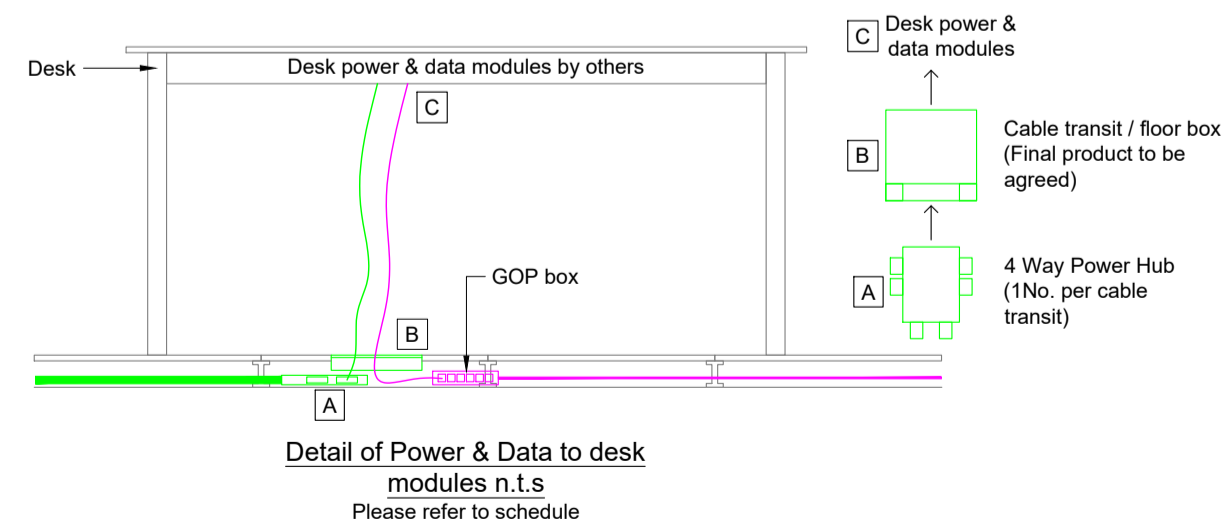 Desk
Desk power & data modules by others
C
GOP box
B
A
Detail of Power & Data to desk
modules n.t.s
Please refer to schedule
C
Desk power &
data modules
B
Cable transit / floor box
(Final product to be
agreed)
A
4 Way Power Hub
(1No. per cable
transit)